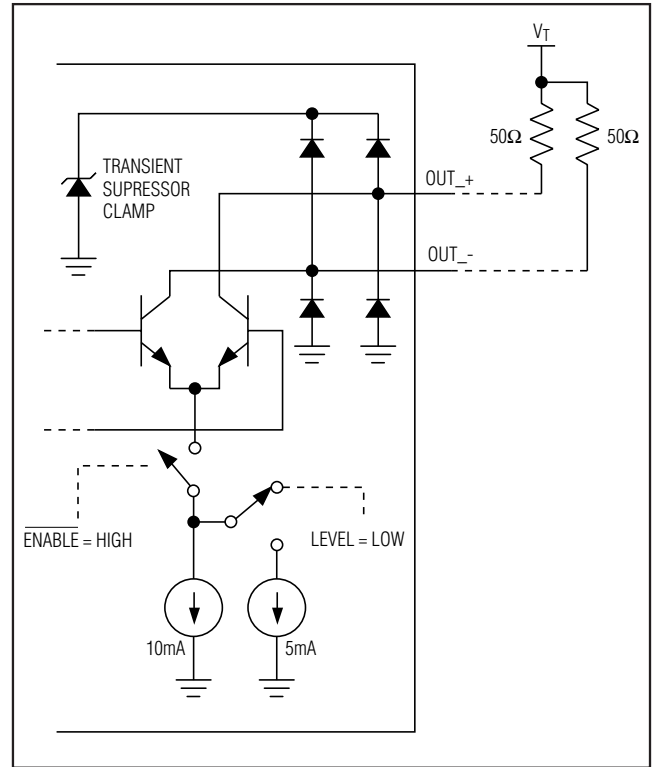 V_T
50Ω
50Ω
TRANSIENT
SUPRESSOR
CLAMP
OUT_+
OUT_-
ENABLE = HIGH
LEVEL = LOW
10mA
5mA